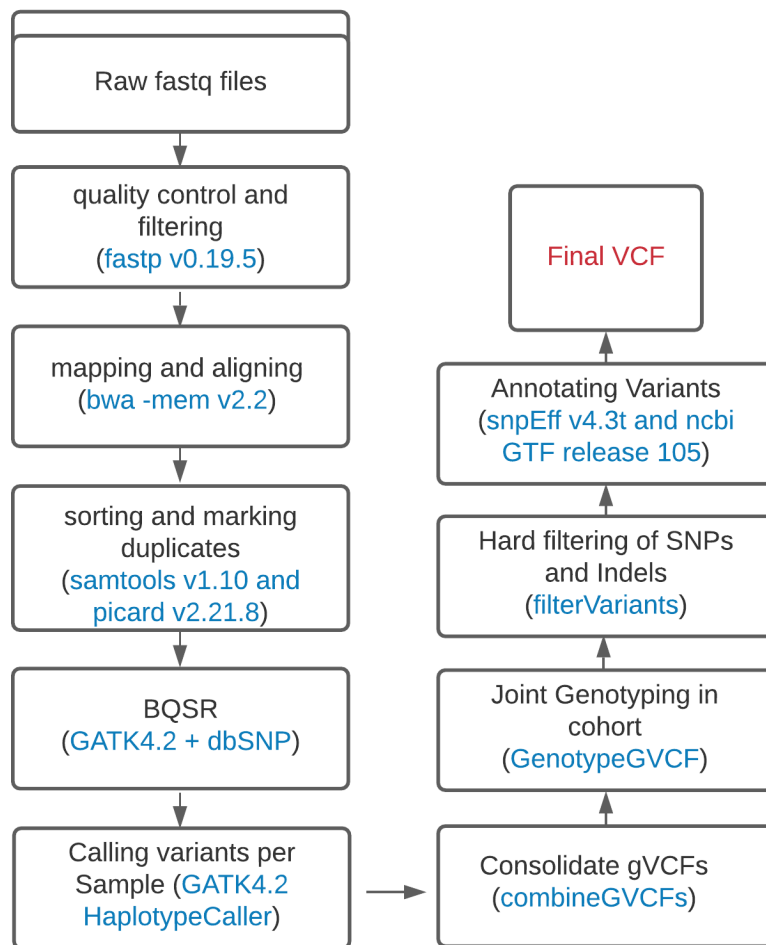 Raw fastq files
quality control and
filtering
(fastp v0.19.5)
mapping and aligning
(bwa -mem v2.2)
sorting and marking
duplicates
(samtools v1.10 and
picard v2.21.8)
BQSR
(GATK4.2 + dbSNP)
Calling variants per
Sample (GATK4.2
HaplotypeCaller)
Consolidate gVCFs
(combineGVCFs)
Joint Genotyping in
cohort
(GenotypeGVCF)
Hard filtering of SNPs
and Indels
(filterVariants)
Annotating Variants
(snpEff v4.3t and ncbi
GTF release 105)
Final VCF